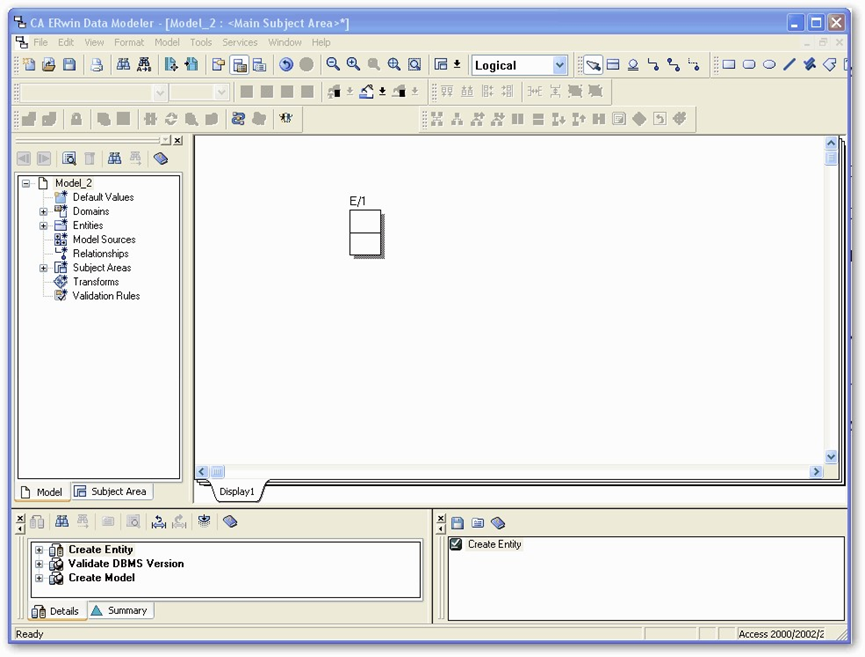 CA ERwin Data Modeler - [Model_2 : <Main Subject Area>*]
File Edit View Format Model Tools Services Window Help
Logical
E/1
Model_2
Default Values
Domains
Entities
Model Sources
Relationships
Subject Areas
Transforms
Validation Rules
Model Subject Area
Display1
Create Entity
Validate DBMS Version
Create Model
Details Summary
Create Entity
Ready
Access 2000/2002/2